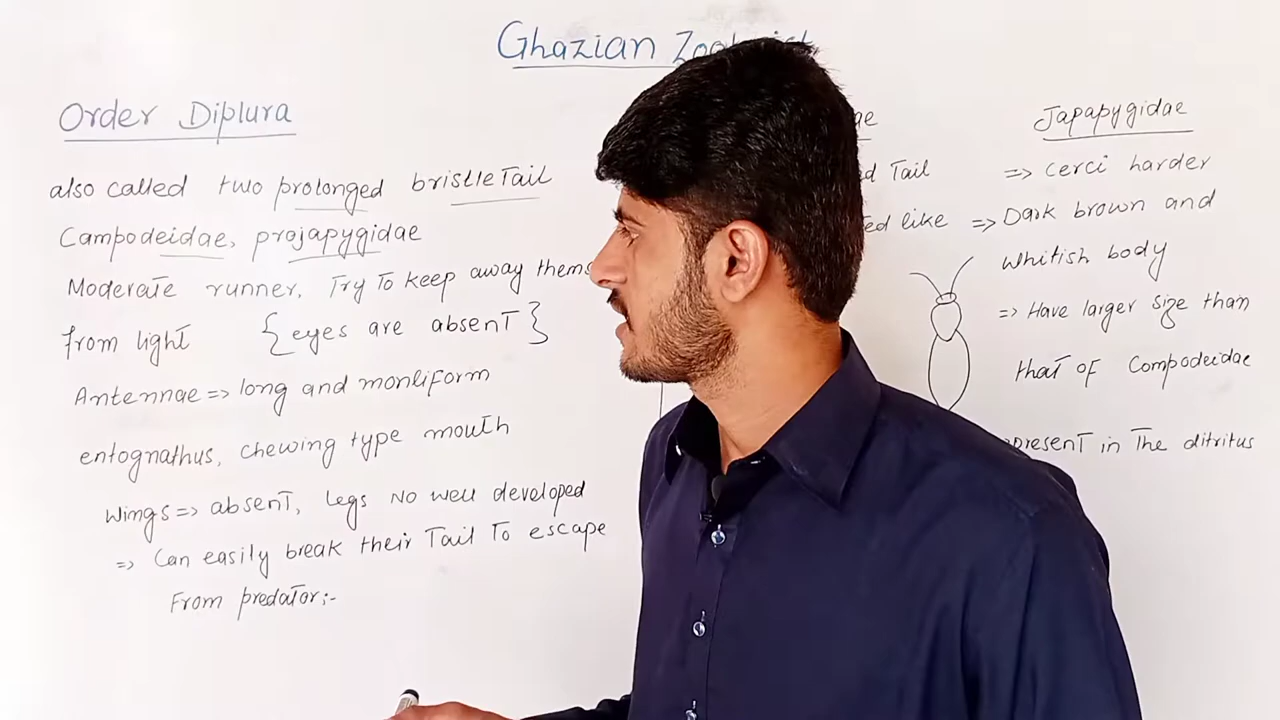 Ghazian
Order Diplura
also called two prolonged bristleTail
Campodeidae, projapygidae
Moderate runner. Try To keep away thems
from light {eyes are absent}
Antennae => long and monliform
entognathus, chewing type mouth
Wings => absent, Legs No well developed
=> Can easily break their Tail To escape
From predator;-
ae
d Tail
ed like
Japapygidae
=> cerci harder
=> Dark brown and
whitish body
=> Have larger size than
that of Compodeidae
present in The ditritus